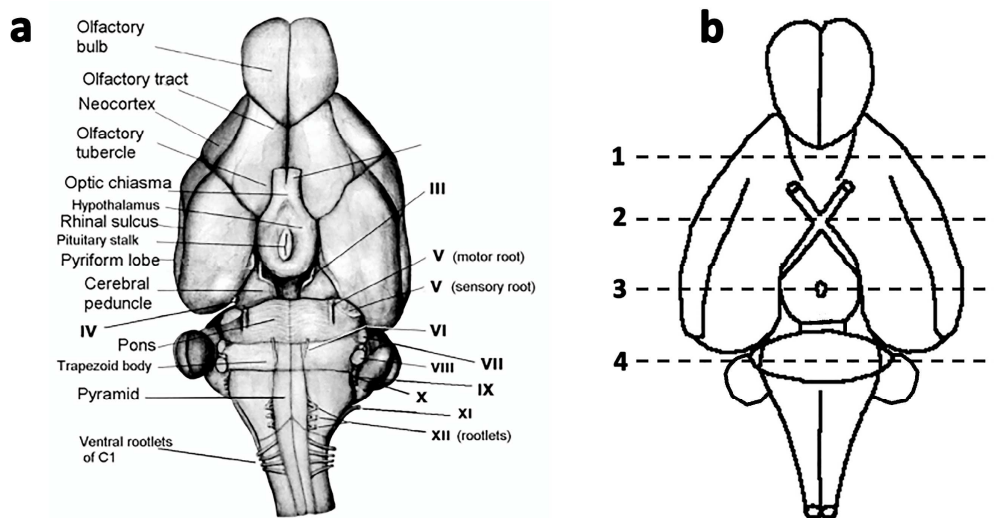 a
Olfactory
bulb
Olfactory tract
Neocortex
Olfactory
tubercle
Optic chiasma
Hypothalamus
Rhinal sulcus
Pituitary stalk
Pyriform lobe
Cerebral
peduncle
IV
Pons
Trapezoid body
Pyramid
Ventral rootlets
of C1
III
V (motor root)
V (sensory root)
VI
VII
VIII
IX
X
XI
XII (rootlets)
b
1
2
3
4